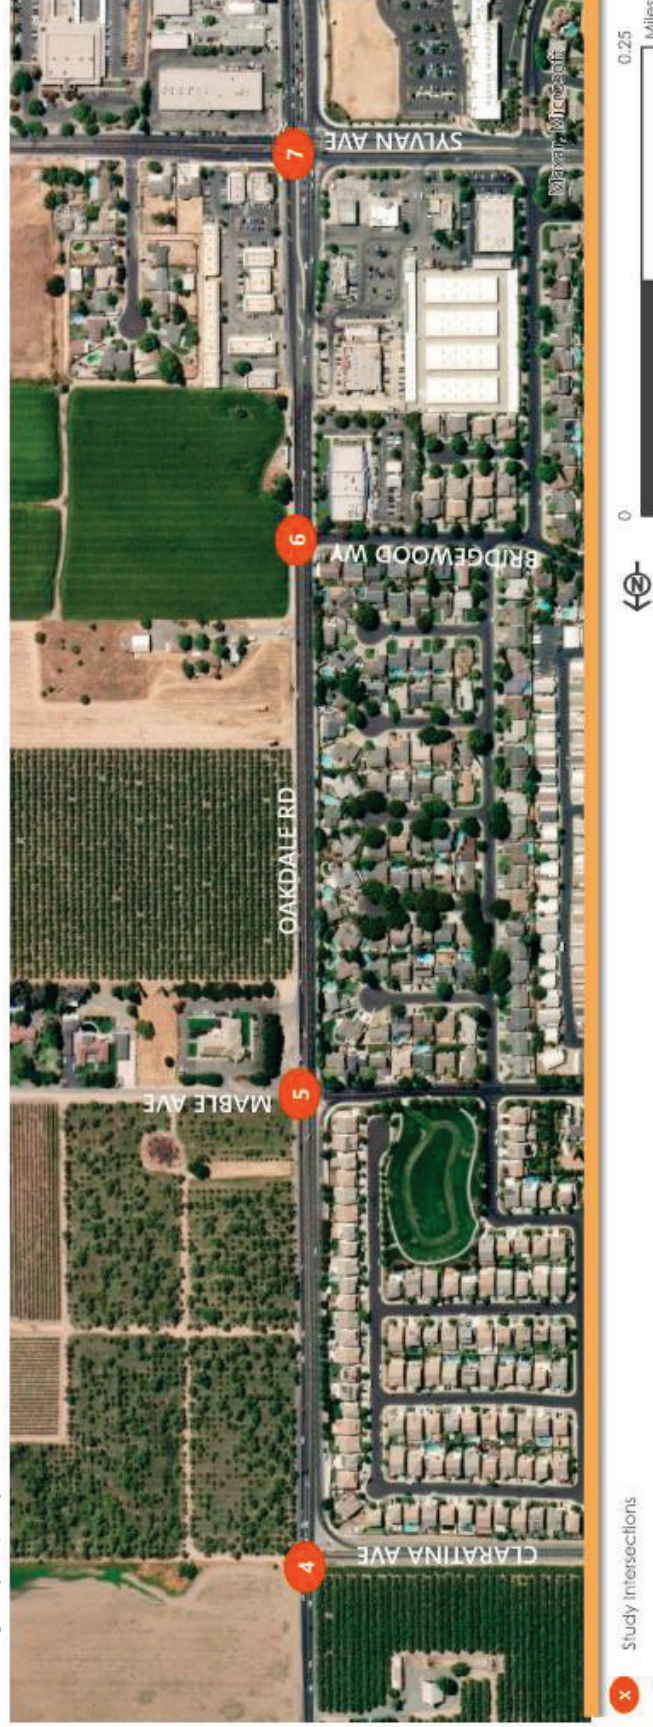 4
CLARATINA AVE
5
MABLE AVE
OAKDALE RD
6
BRIDGEWOOD WY
7
SYLVAN AVE
Maxar, Microsoft
X
Study Intersections
N
0
0.25
Miles